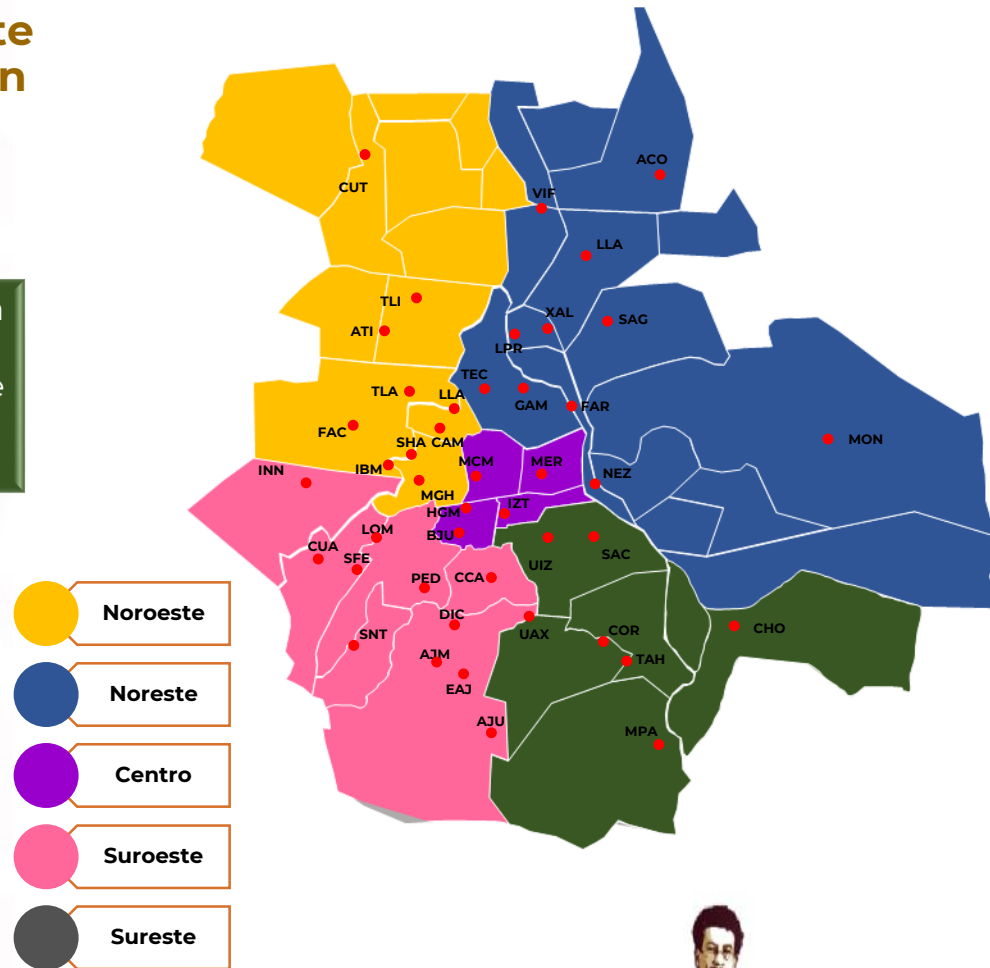 te
n
e
ACO
CUT
VIF
LLA
TLI
XAL
SAG
ATI
LPR
TEC
TLA
LLA
GAM
FAR
FAC
SHA
CAM
MON
INN
IBM
MCM
MER
NEZ
MGH
HGM
IZT
LOM
BJU
CUA
SFE
UIZ
SAC
PED
CCA
Noroeste
DIC
SNT
UAX
COR
CHO
AJM
TAH
EAJ
Noreste
AJU
MPA
Centro
Suroeste
Sureste